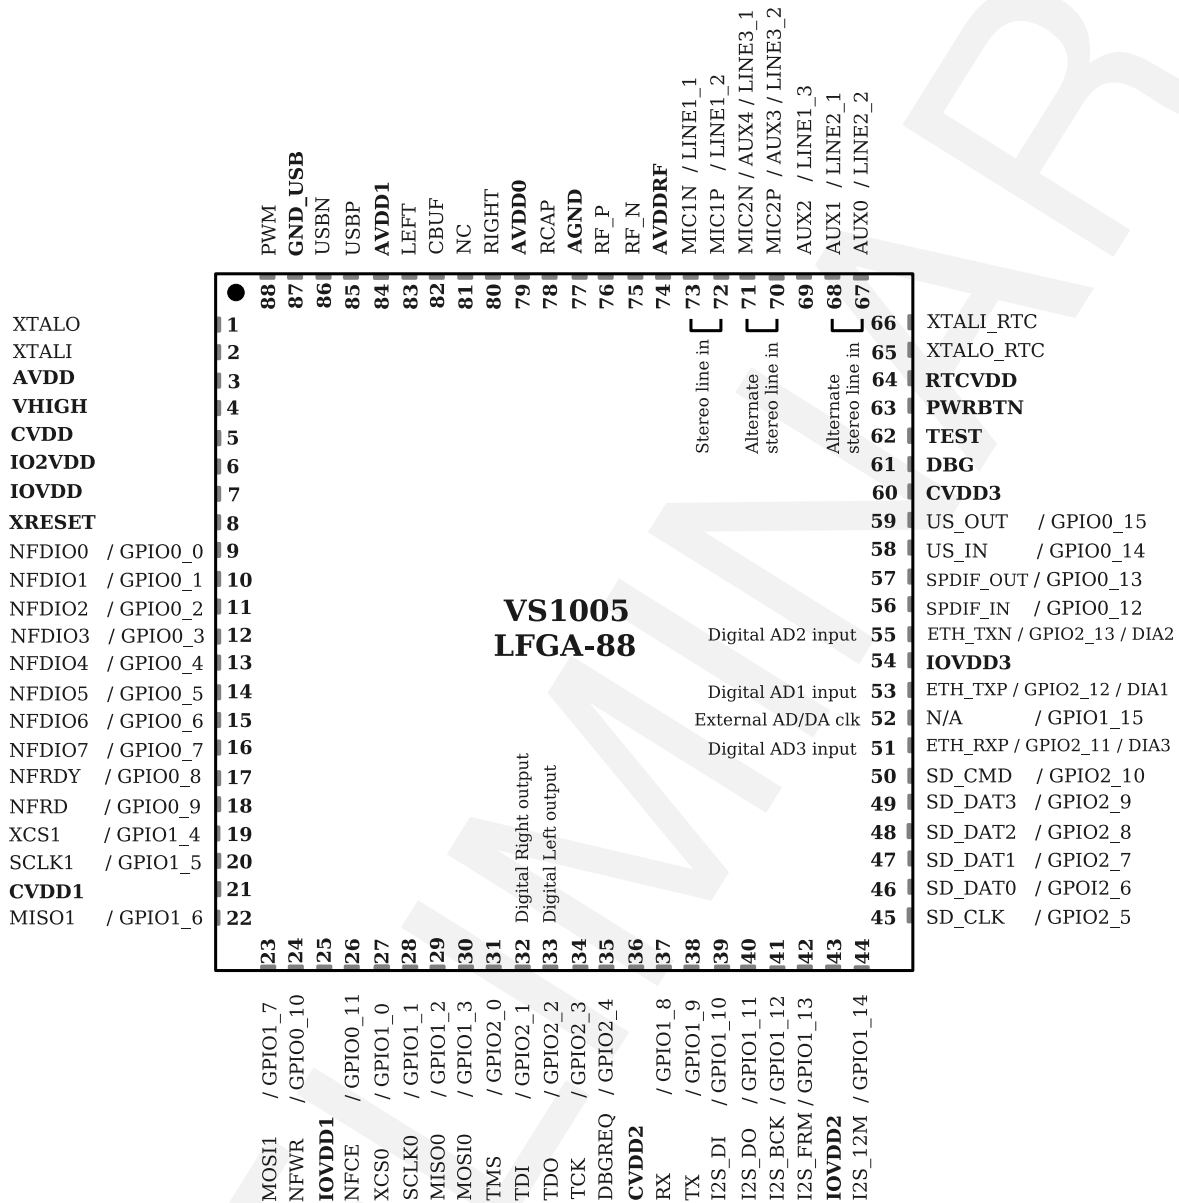 PWM
GND_USB
USBN
USBP
AVDD1
LEFT
CBUF
NC
RIGHT
AVDD0
RCAP
AGND
RF_P
RF_N
AVDDRF
MIC1N / LINE1_1
MIC1P / LINE1_2
MIC2N / AUX4 / LINE3_1
MIC2P / AUX3 / LINE3_2
AUX2 / LINE1_3
AUX1 / LINE2_1
AUX0 / LINE2_2
88 87 86 85 84 83 82 81 80 79 78 77 76 75 74 73 72 71 70 69 68 67
XTALO 1
XTALI 2
AVDD 3
VHIGH 4
CVDD 5
IO2VDD 6
IOVDD 7
XRESET 8
NFDIO0 / GPIO0_0 9
NFDIO1 / GPIO0_1 10
NFDIO2 / GPIO0_2 11
NFDIO3 / GPIO0_3 12
NFDIO4 / GPIO0_4 13
NFDIO5 / GPIO0_5 14
NFDIO6 / GPIO0_6 15
NFDIO7 / GPIO0_7 16
NFRDY / GPIO0_8 17
NFRD / GPIO0_9 18
XCS1 / GPIO1_4 19
SCLK1 / GPIO1_5 20
CVDD1 21
MISO1 / GPIO1_6 22
Stereo line in
Alternate
stereo line in
Alternate
stereo line in
VS1005
LFGA-88
Digital Right output
Digital Left output
66 XTALI_RTC
65 XTALO_RTC
64 RTCVDD
63 PWRBTN
62 TEST
61 DBG
60 CVDD3
59 US_OUT / GPIO0_15
58 US_IN / GPIO0_14
57 SPDIF_OUT / GPIO0_13
56 SPDIF_IN / GPIO0_12
Digital AD2 input 55 ETH_TXN / GPIO2_13 / DIA2
54 IOVDD3
Digital AD1 input 53 ETH_TXP / GPIO2_12 / DIA1
External AD/DA clk 52 N/A / GPIO1_15
Digital AD3 input 51 ETH_RXP / GPIO2_11 / DIA3
50 SD_CMD / GPIO2_10
49 SD_DAT3 / GPIO2_9
48 SD_DAT2 / GPIO2_8
47 SD_DAT1 / GPIO2_7
46 SD_DAT0 / GPOI2_6
45 SD_CLK / GPIO2_5
23 24 25 26 27 28 29 30 31 32 33 34 35 36 37 38 39 40 41 42 43 44
MOSI1 / GPIO1_7
NFWR / GPIO0_10
IOVDD1
NFCE / GPIO0_11
XCS0 / GPIO1_0
SCLK0 / GPIO1_1
MISO0 / GPIO1_2
MOSI0 / GPIO1_3
TMS / GPIO2_0
TDI / GPIO2_1
TDO / GPIO2_2
TCK / GPIO2_3
DBGREQ / GPIO2_4
CVDD2
RX / GPIO1_8
TX / GPIO1_9
I2S_DI / GPIO1_10
I2S_DO / GPIO1_11
I2S_BCK / GPIO1_12
I2S_FRM / GPIO1_13
IOVDD2
I2S_12M / GPIO1_14